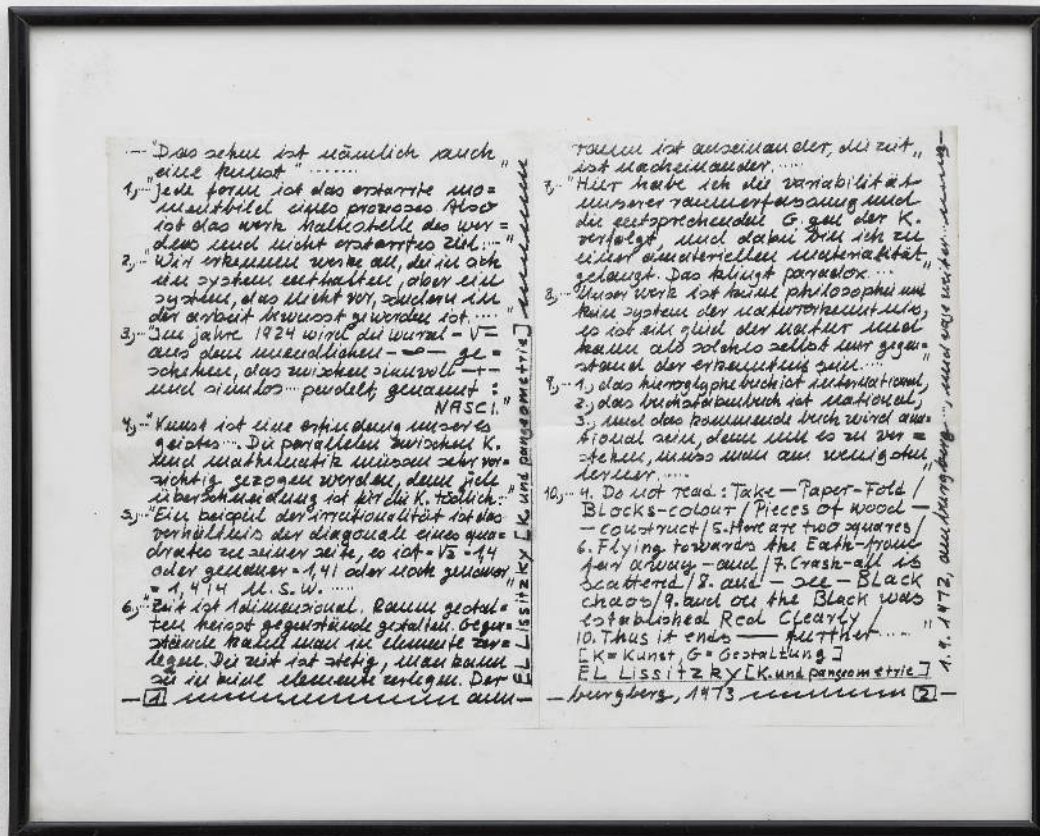 .... "Das sehen ist nämlich auch
eine kunst" ........
1,.. "Jede form ist das erstarrte mo=
mentbild eines prozesses. Also
ist das werk haltestelle des wer=
dens und nicht erstarrtes ziel....."
2,.. "Wir erkennen werke an, die in sich
ein system enthalten, aber ein
system, das nicht vor, sondern in
der arbeit bewusst geworden ist....."
3,.. "Im jahre 1924 wird die wurzel – √ –
aus dem unendlichen – ∞ – ge=
schehen, das zwischen sinnvoll –+–
und sinnlos – pendelt, genannt :
NASCI."
4,.. "Kunst ist eine erfindung unseres
geistes.... Die parallelen zwischen K.
und mathematik müssen sehr vor=
sichtig gezogen werden, denn jede
überschneidung ist für die K. tödlich..."
5,.. "Ein beispiel der irrationalität ist das
verhältnis der diagonale eines qua=
drates zu seiner seite, es ist = √2 = 1,4
oder genauer = 1,41 oder noch genauer
= 1,414 U.S.W. ....."
6,.. "Zeit ist 1dimensional. Raum gestal=
ten heisst gegenstände gestalten. Gegen=
stände kann man in elemente zer=
legen. Die zeit ist stetig, man kann
sie in keine elemente zerlegen. Der
– 1 – am –
EL Lissitzky [K. und pangeometrie]
raum ist auseinander, die zeit
ist nacheinander....."
7,.. "Hier habe ich die variabilität
unserer raumerfassung und
die entsprechenden G. gen der K.
verfolgt, und dabei bin ich zu
einer amateriellen materialität
gelangt. Das klingt paradox...."
8,.. "Unser werk ist keine philosophie und
kein system der naturerkenntnis,
es ist ein glied der natur und
kann als solches selbst nur gegen=
stand der erkenntnis sein....."
9,.. 1, das hieroglyphenbuch ist international,
2, das buchstabenbuch ist national,
3, und das kommende buch wird ana=
tional sein, denn um es zu ver=
stehen, muss man am wenigsten
lernen....."
10,.. 4. Do not read : Take – Paper-Fold /
Blocks-colour / Pieces of wood –
– construct / 5. Here are two squares /
6. Flying towards the Eath-from
far away – and / 7. Crash-all is
scattered / 8. and – see – Black
chaos / 9. and on the Black was
established Red Clearly /
10. Thus it ends — further ....."
[K = Kunst, G = Gestaltung]
EL Lissitzky [K. und pangeometrie]
– burgberg, 1973 2 –
1.9.1972, am burgberg